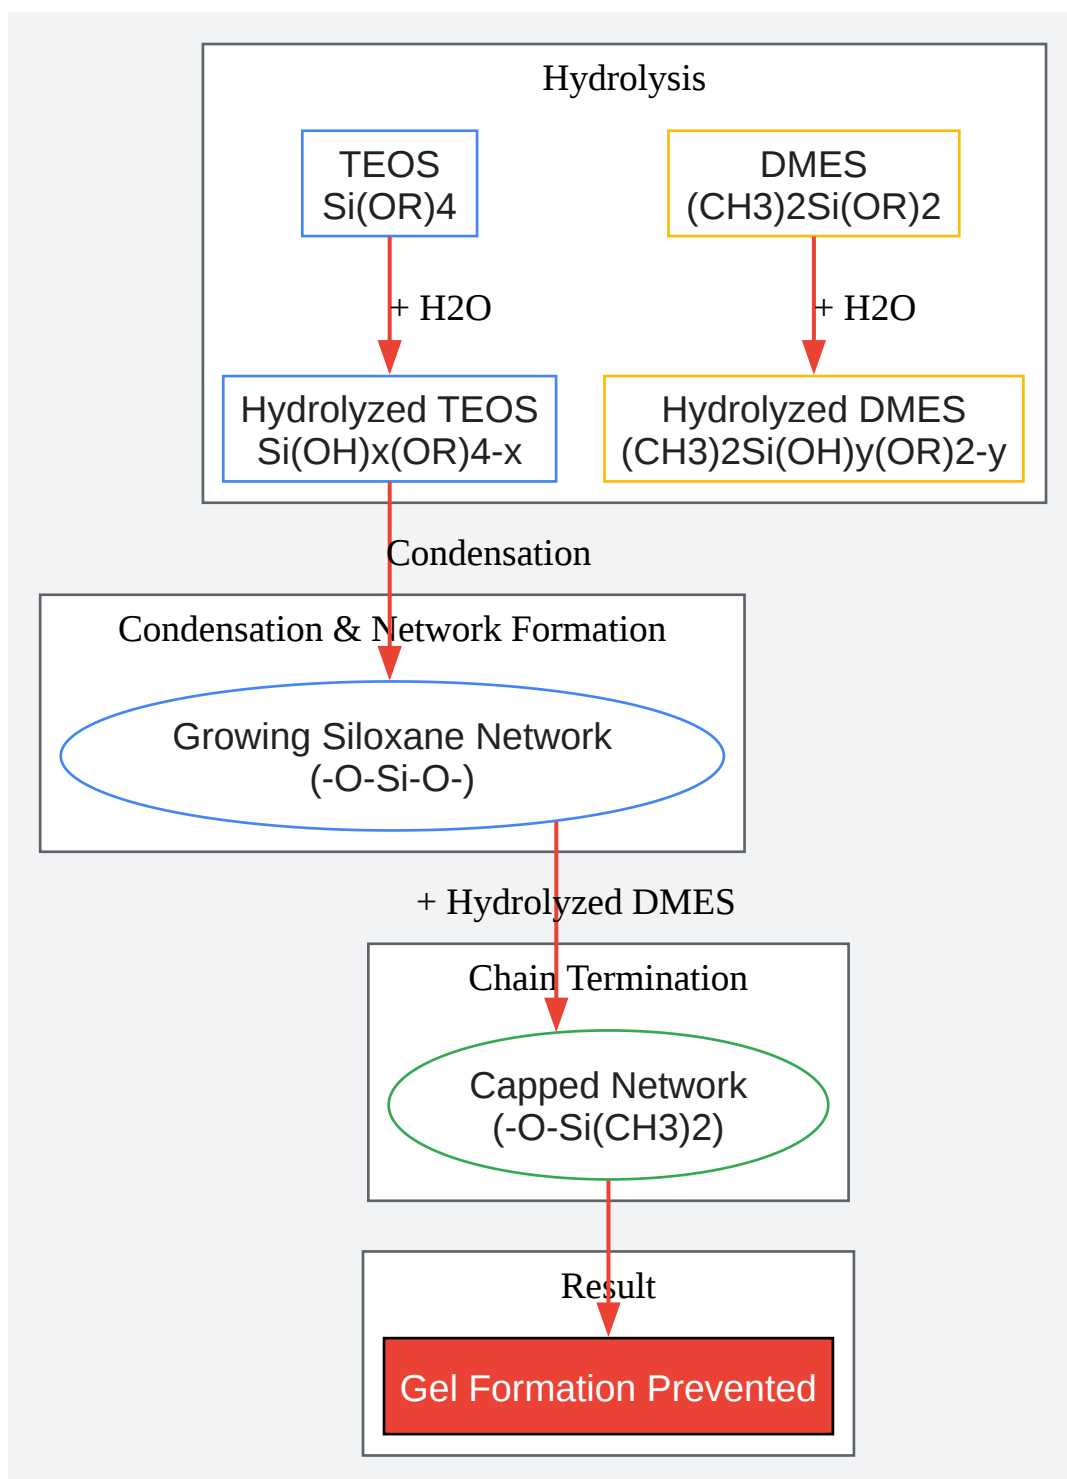 Hydrolysis
TEOS
Si(OR)4
DMES
(CH3)2Si(OR)2
+ H2O
+ H2O
Hydrolyzed TEOS
Si(OH)x(OR)4-x
Hydrolyzed DMES
(CH3)2Si(OH)y(OR)2-y
Condensation
Condensation & Network Formation
Growing Siloxane Network
(-O-Si-O-)
+ Hydrolyzed DMES
Chain Termination
Capped Network
(-O-Si(CH3)2)
Result
Gel Formation Prevented